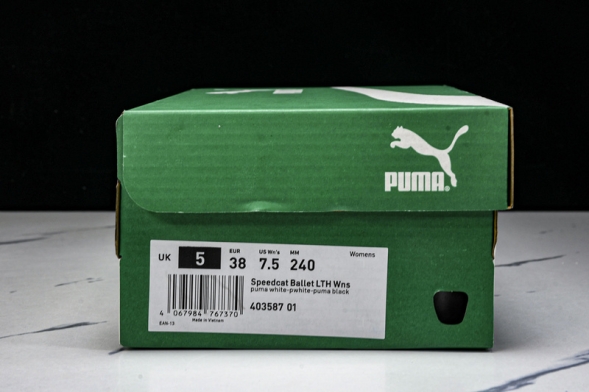 PUMA
UK 5 EUR 38 US Wn's 7.5 MM 240 Womens
Speedcat Ballet LTH Wns
puma white-pwhite-puma black
403587 01
4 067984 767370
EAN-13 Made in Vietnam